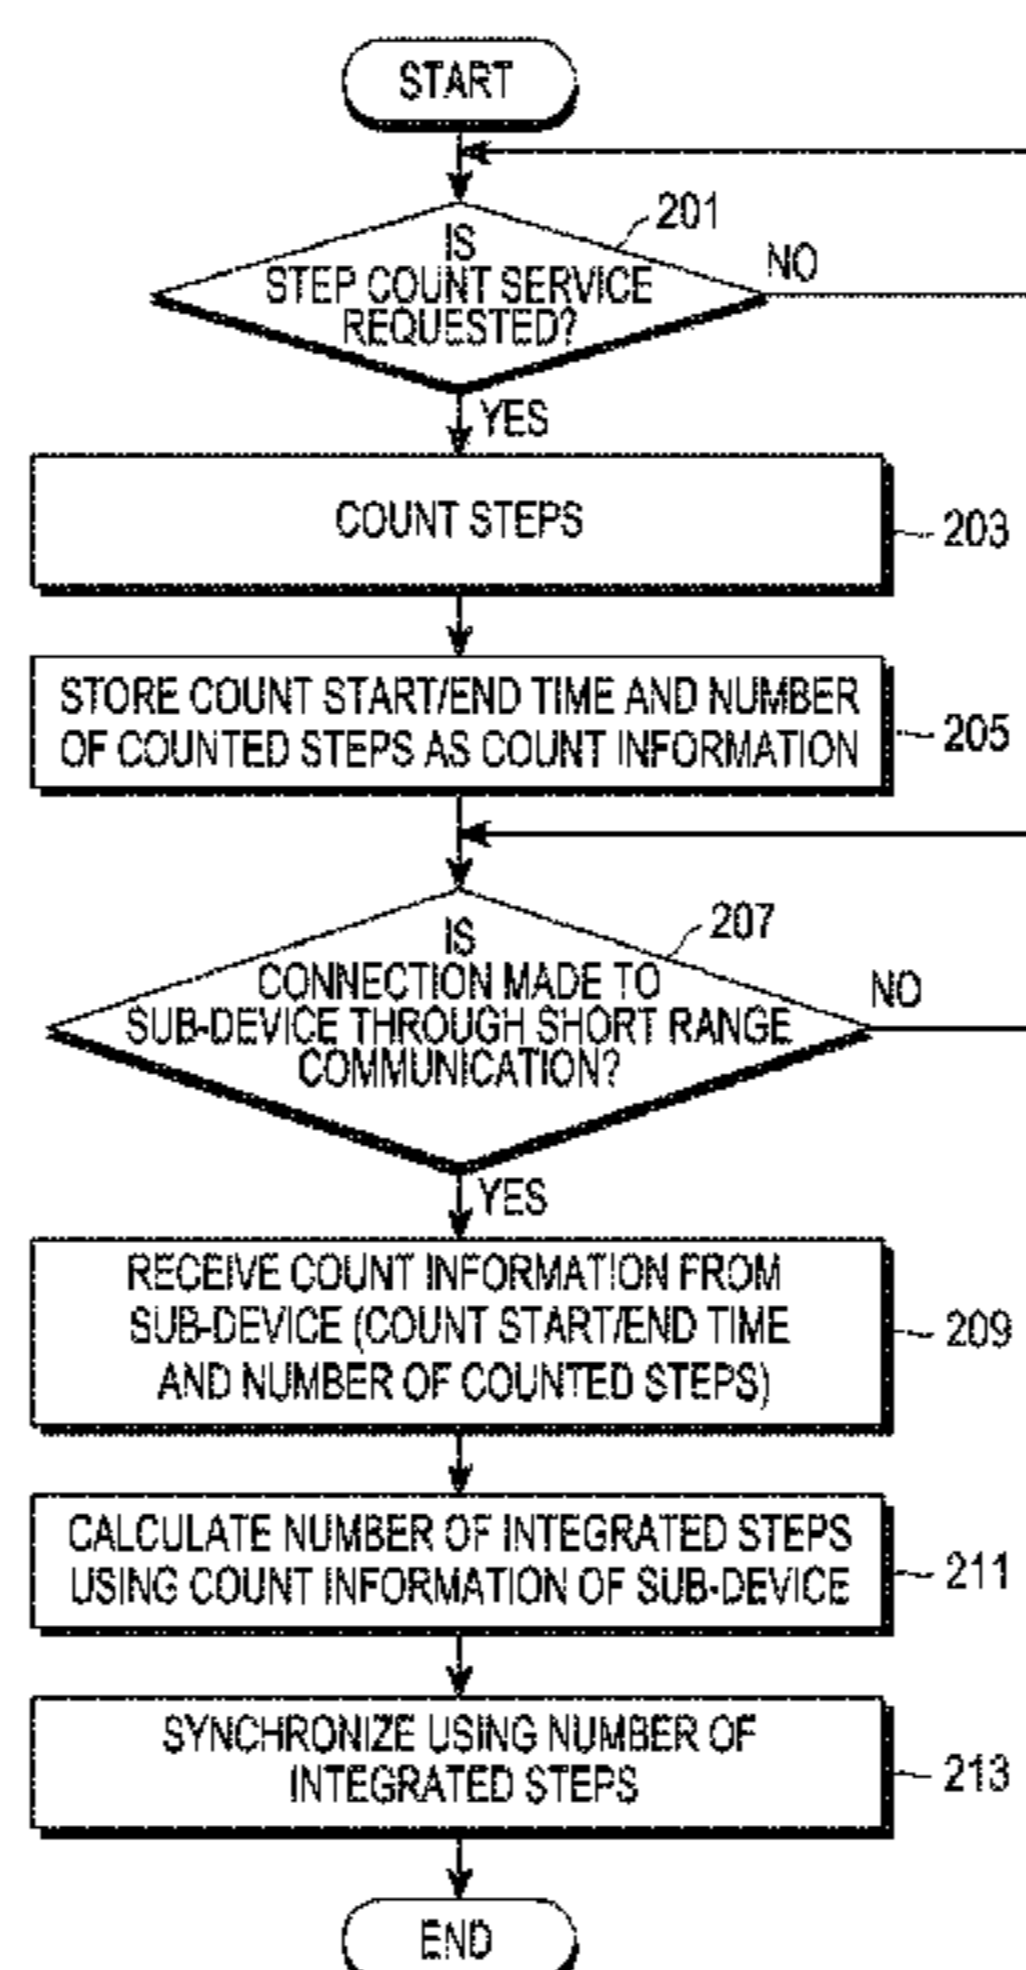 START
201
IS
STEP COUNT SERVICE
REQUESTED?
NO
YES
COUNT STEPS
203
STORE COUNT START/END TIME AND NUMBER
OF COUNTED STEPS AS COUNT INFORMATION
205
207
IS
CONNECTION MADE TO
SUB-DEVICE THROUGH SHORT RANGE
COMMUNICATION?
NO
YES
RECEIVE COUNT INFORMATION FROM
SUB-DEVICE (COUNT START/END TIME
AND NUMBER OF COUNTED STEPS)
209
CALCULATE NUMBER OF INTEGRATED STEPS
USING COUNT INFORMATION OF SUB-DEVICE
211
SYNCHRONIZE USING NUMBER OF
INTEGRATED STEPS
213
END